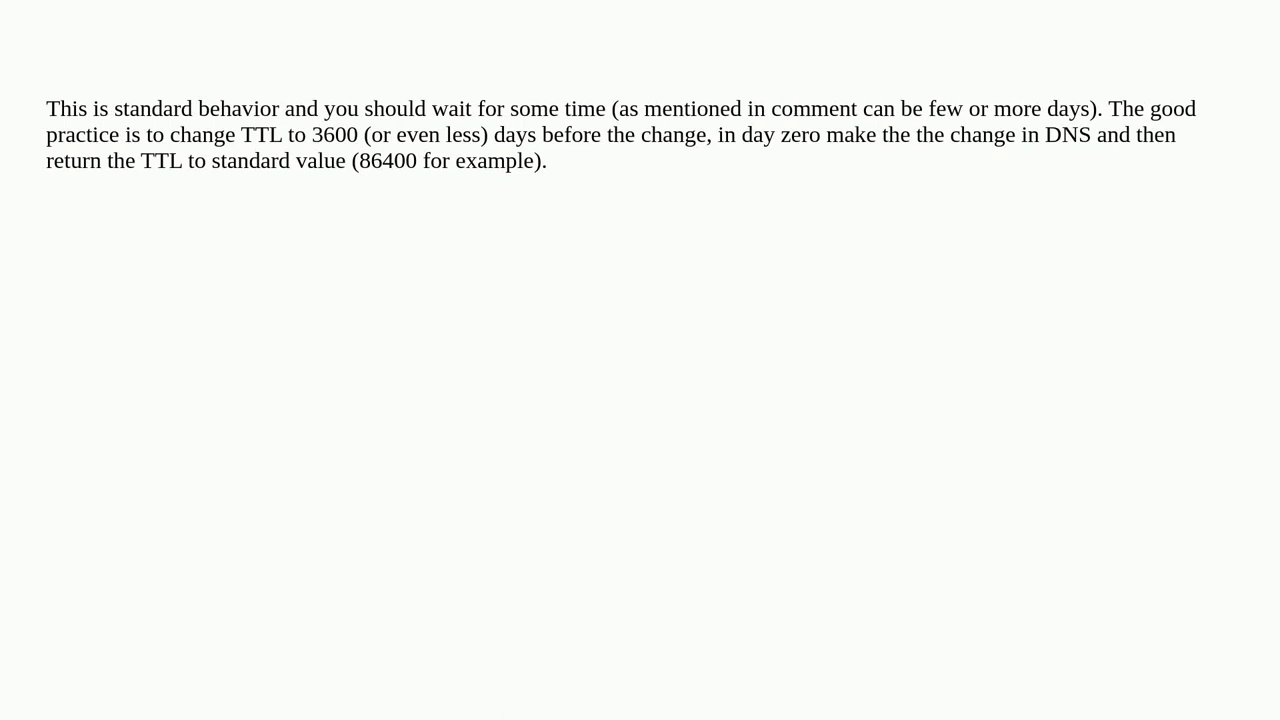 This is standard behavior and you should wait for some time (as mentioned in comment can be few or more days). The good
practice is to change TTL to 3600 (or even less) days before the change, in day zero make the the change in DNS and then
return the TTL to standard value (86400 for example).